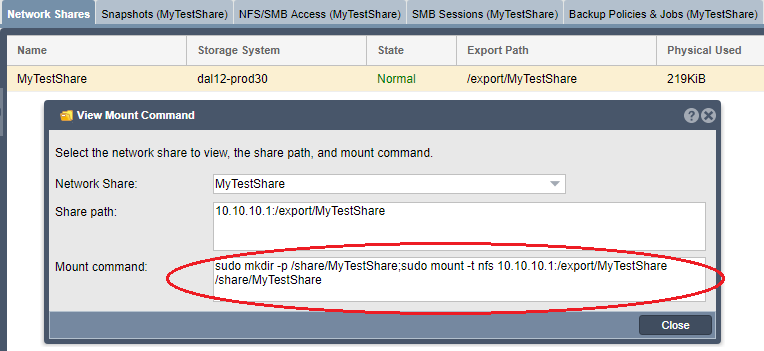 Network Shares Snapshots (MyTestShare) NFS/SMB Access (MyTestShare) SMB Sessions (MyTestShare) Backup Policies & Jobs (MyTestShare)
Name Storage System State Export Path Physical Used
MyTestShare dal12-prod30 Normal /export/MyTestShare 219KiB
View Mount Command
Select the network share to view, the share path, and mount command.
Network Share: MyTestShare
Share path: 10.10.10.1:/export/MyTestShare
Mount command: sudo mkdir -p /share/MyTestShare;sudo mount -t nfs 10.10.10.1:/export/MyTestShare
/share/MyTestShare
Close